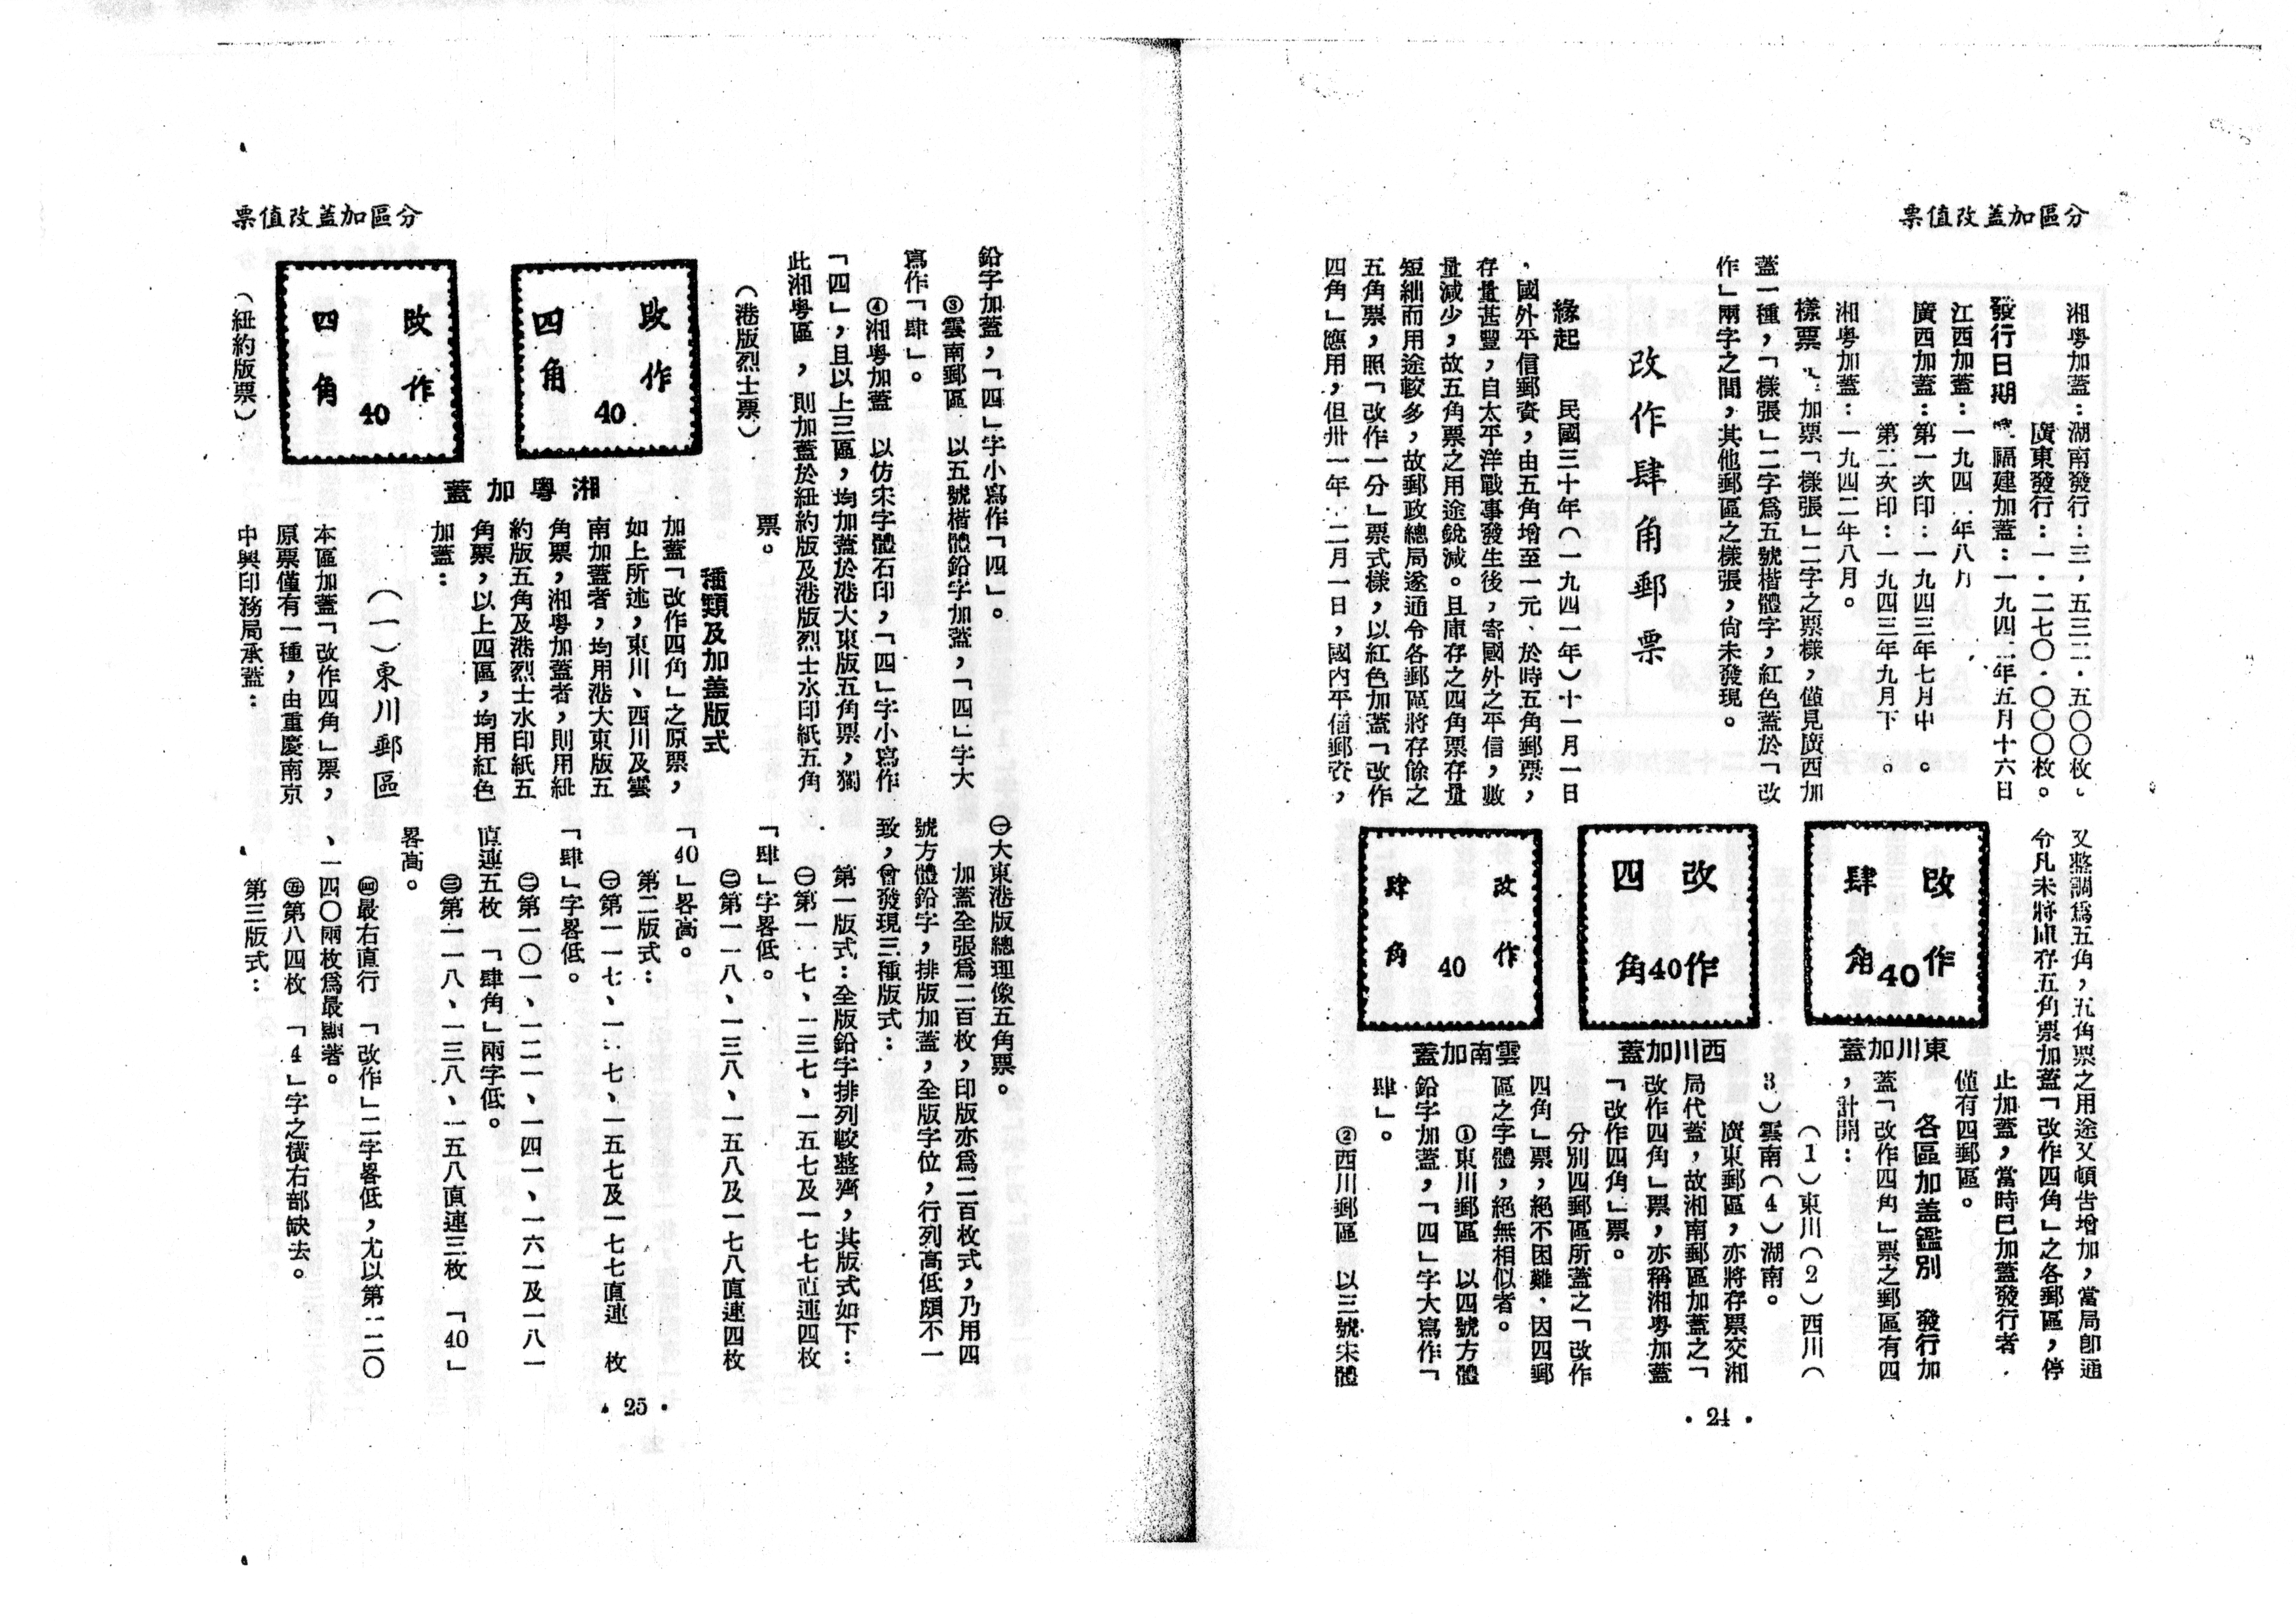 分區加蓋改值票
湘粵加蓋:湖南發行:三,五三二·五〇〇枚。
廣東發行:一·二七〇·〇〇〇枚。
發行日期 福建加蓋:一九四二年五月十六日
江西加蓋:一九四 年八月
廣西加蓋:第一次印:一九四三年七月中。
第二次印:一九四三年九月下。
湘粵加蓋:一九四二年八月。
樣票 加票「樣張」二字之票樣,僅見廣西加
蓋一種,「樣張」二字爲五號楷體字,紅色蓋於「改
作」兩字之間,其他郵區之樣張,尙未發現。
改作肆角郵票
緣起 民國三十年(一九四一年)十一月一日
,國外平信郵資,由五角增至一元、於時五角郵票,
存量甚豐,自太平洋戰事發生後,寄國外之平信,數
量減少,故五角票之用途銳減。且庫存之四角票存量
短絀而用途較多,故郵政總局遂通令各郵區將存餘之
五角票,照「改作一分」票式樣,以紅色加蓋「改作
四角」應用,但卅一年 二月一日,國內平信郵資,
又整調爲五角,五角票之用途又頓告增加,當局卽通
令凡未將庫存五角票加蓋「改作四角」之各郵區,停
止加蓋,當時已加蓋發行者
僅有四郵區。
各區加蓋鑑別 發行加
蓋「改作四角」票之郵區有四
,計開:
(1)東川(2)西川(
3)雲南(4)湖南。
廣東郵區,亦將存票交湘
局代蓋,故湘南郵區加蓋之「
改作四角」票,亦稱湘粵加蓋
「改作四角」票。
分別四郵區所蓋之「改作
四角」票,絕不困難,因四郵
區之字體,絕無相似者。
①東川郵區 以四號方體
鉛字加蓋,「四」字大寫作「
肆」。
②西川郵區 以三號宋體
改作
肆角
40
東川加蓋
改作
四角
40
西川加蓋
改作
肆角
40
雲南加蓋
·24·
分區加蓋改值票
鉛字加蓋,「四」字小寫作「四」。
③雲南郵區 以五號楷體鉛字加蓋,「四」字大
寫作「肆」。
④湘粵加蓋 以仿宋字體石印,「四」字小寫作
「四」,且以上三區,均加蓋於港大東版五角票,獨
此湘粵區,則加蓋於紐約版及港版烈士水印紙五角
票。
(港版烈士票)
改作
四角
40
改作
四角
40
(紐約版票)
湘粵加蓋
種類及加蓋版式
加蓋「改作四角」之原票,
如上所述,東川、西川及雲
南加蓋者,均用港大東版五
角票,湘粵加蓋者,則用紐
約版五角及港烈士水印紙五
角票,以上四區,均用紅色
加蓋:
(一)東川郵區
本區加蓋「改作四角」票,
原票僅有一種,由重慶南京
中興印務局承蓋:
㊀大東港版總理像五角票。
加蓋全張爲二百枚,印版亦爲二百枚式,乃用四
號方體鉛字,排版加蓋,全版字位,行列高低頗不一
致,會發現三種版式:
第一版式:全版鉛字排列較整齊,其版式如下:
㊀第一 七、一三七、一五七及一七七直連四枚
「肆」字畧低。
㊁第一一八、一三八、一五八及一七八直連四枚
「40」畧高。
第二版式:
㊀第一一七、一 七、一五七及一七七直連 枚
「肆」字畧低。
㊁第一〇一、一二一、一四一、一六一及一八一
直連五枚 「肆角」兩字低。
㊂第一一八、一三八、一五八直連三枚 「40」
畧高。
㊃最右直行 「改作」二字畧低,尤以第一二〇
、一四〇兩枚爲最顯著。
㊄第八四枚 「4」字之橫右部缺去。
第三版式:
·25·